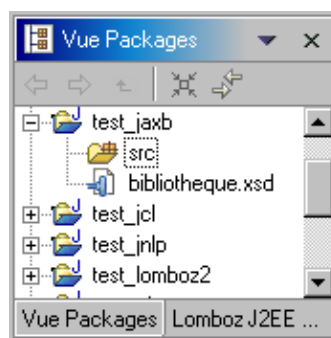 Vue Packages
test_jaxb
src
bibliotheque.xsd
test_jcl
test_jnlp
test_lomboz2
Vue Packages Lomboz J2EE ...